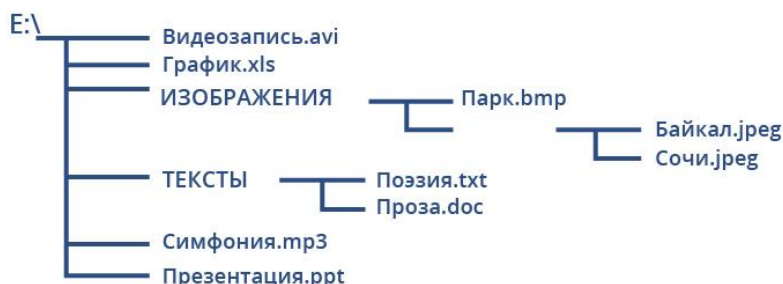 E:\
Видеозапись.avi
График.xls
ИЗОБРАЖЕНИЯ
Парк.bmp
Байкал.jpeg
Сочи.jpeg
ТЕКСТЫ
Поэзия.txt
Проза.doc
Симфония.mp3
Презентация.ppt